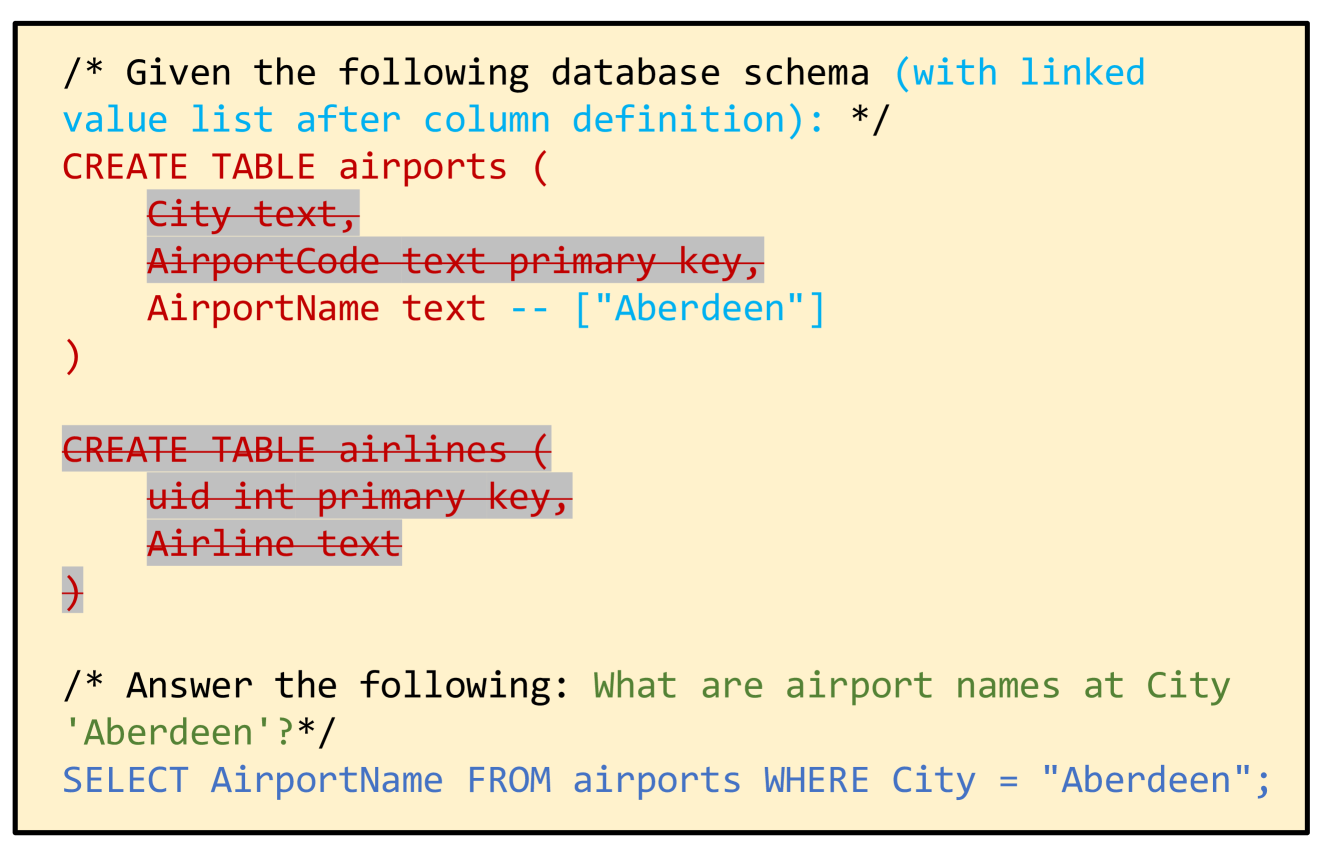 /* Given the following database schema (with linked
value list after column definition): */
CREATE TABLE airports (
City text,
AirportCode text primary key,
AirportName text -- ["Aberdeen"]
)
CREATE TABLE airlines (
uid int primary key,
Airline text
)
/* Answer the following: What are airport names at City
'Aberdeen'?*/
SELECT AirportName FROM airports WHERE City = "Aberdeen";